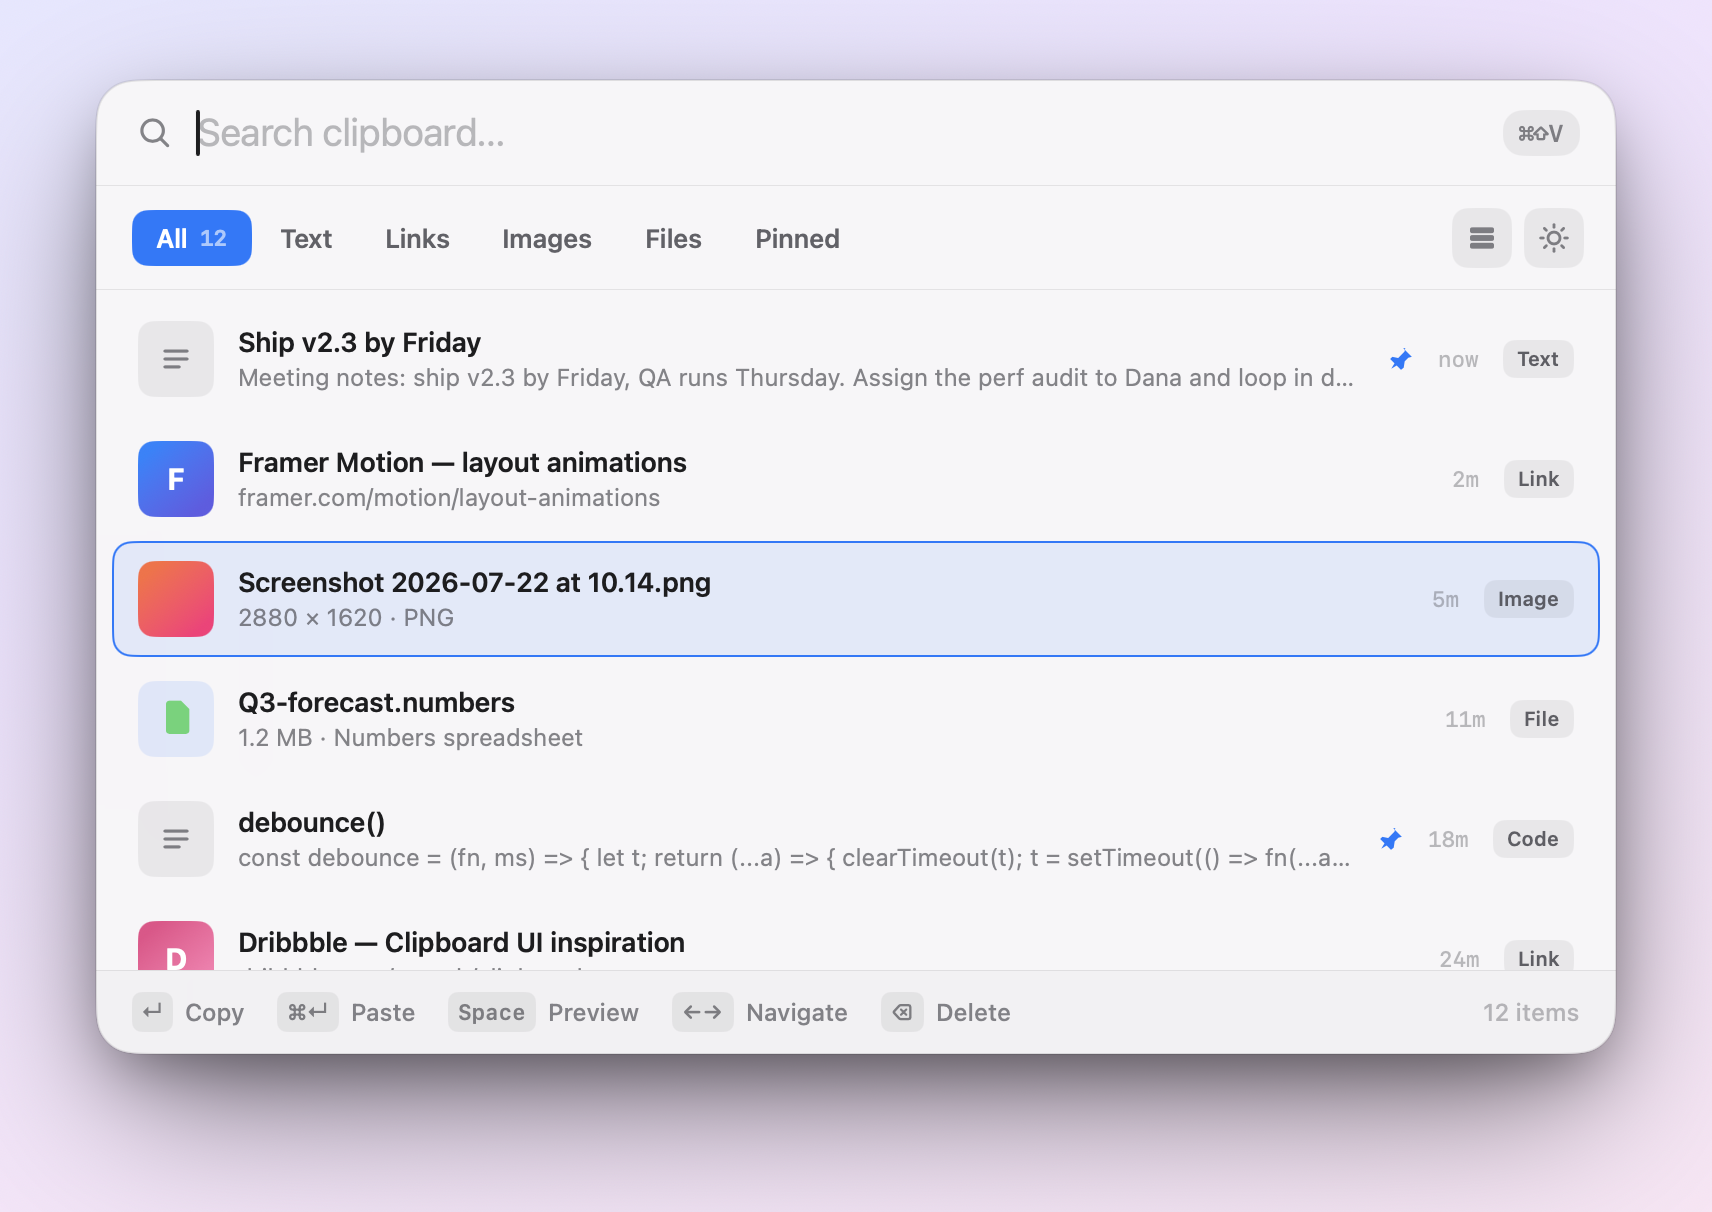 Search clipboard...
⌘⇧V
All 12
Text
Links
Images
Files
Pinned
Ship v2.3 by Friday
Meeting notes: ship v2.3 by Friday, QA runs Thursday. Assign the perf audit to Dana and loop in d...
now
Text
F
Framer Motion — layout animations
framer.com/motion/layout-animations
2m
Link
Screenshot 2026-07-22 at 10.14.png
2880 × 1620 · PNG
5m
Image
Q3-forecast.numbers
1.2 MB · Numbers spreadsheet
11m
File
debounce()
const debounce = (fn, ms) => { let t; return (...a) => { clearTimeout(t); t = setTimeout(() => fn(...a...
18m
Code
D
Dribbble — Clipboard UI inspiration
24m
Link
↵ Copy
⌘↵ Paste
Space Preview
←→ Navigate
⌫ Delete
12 items